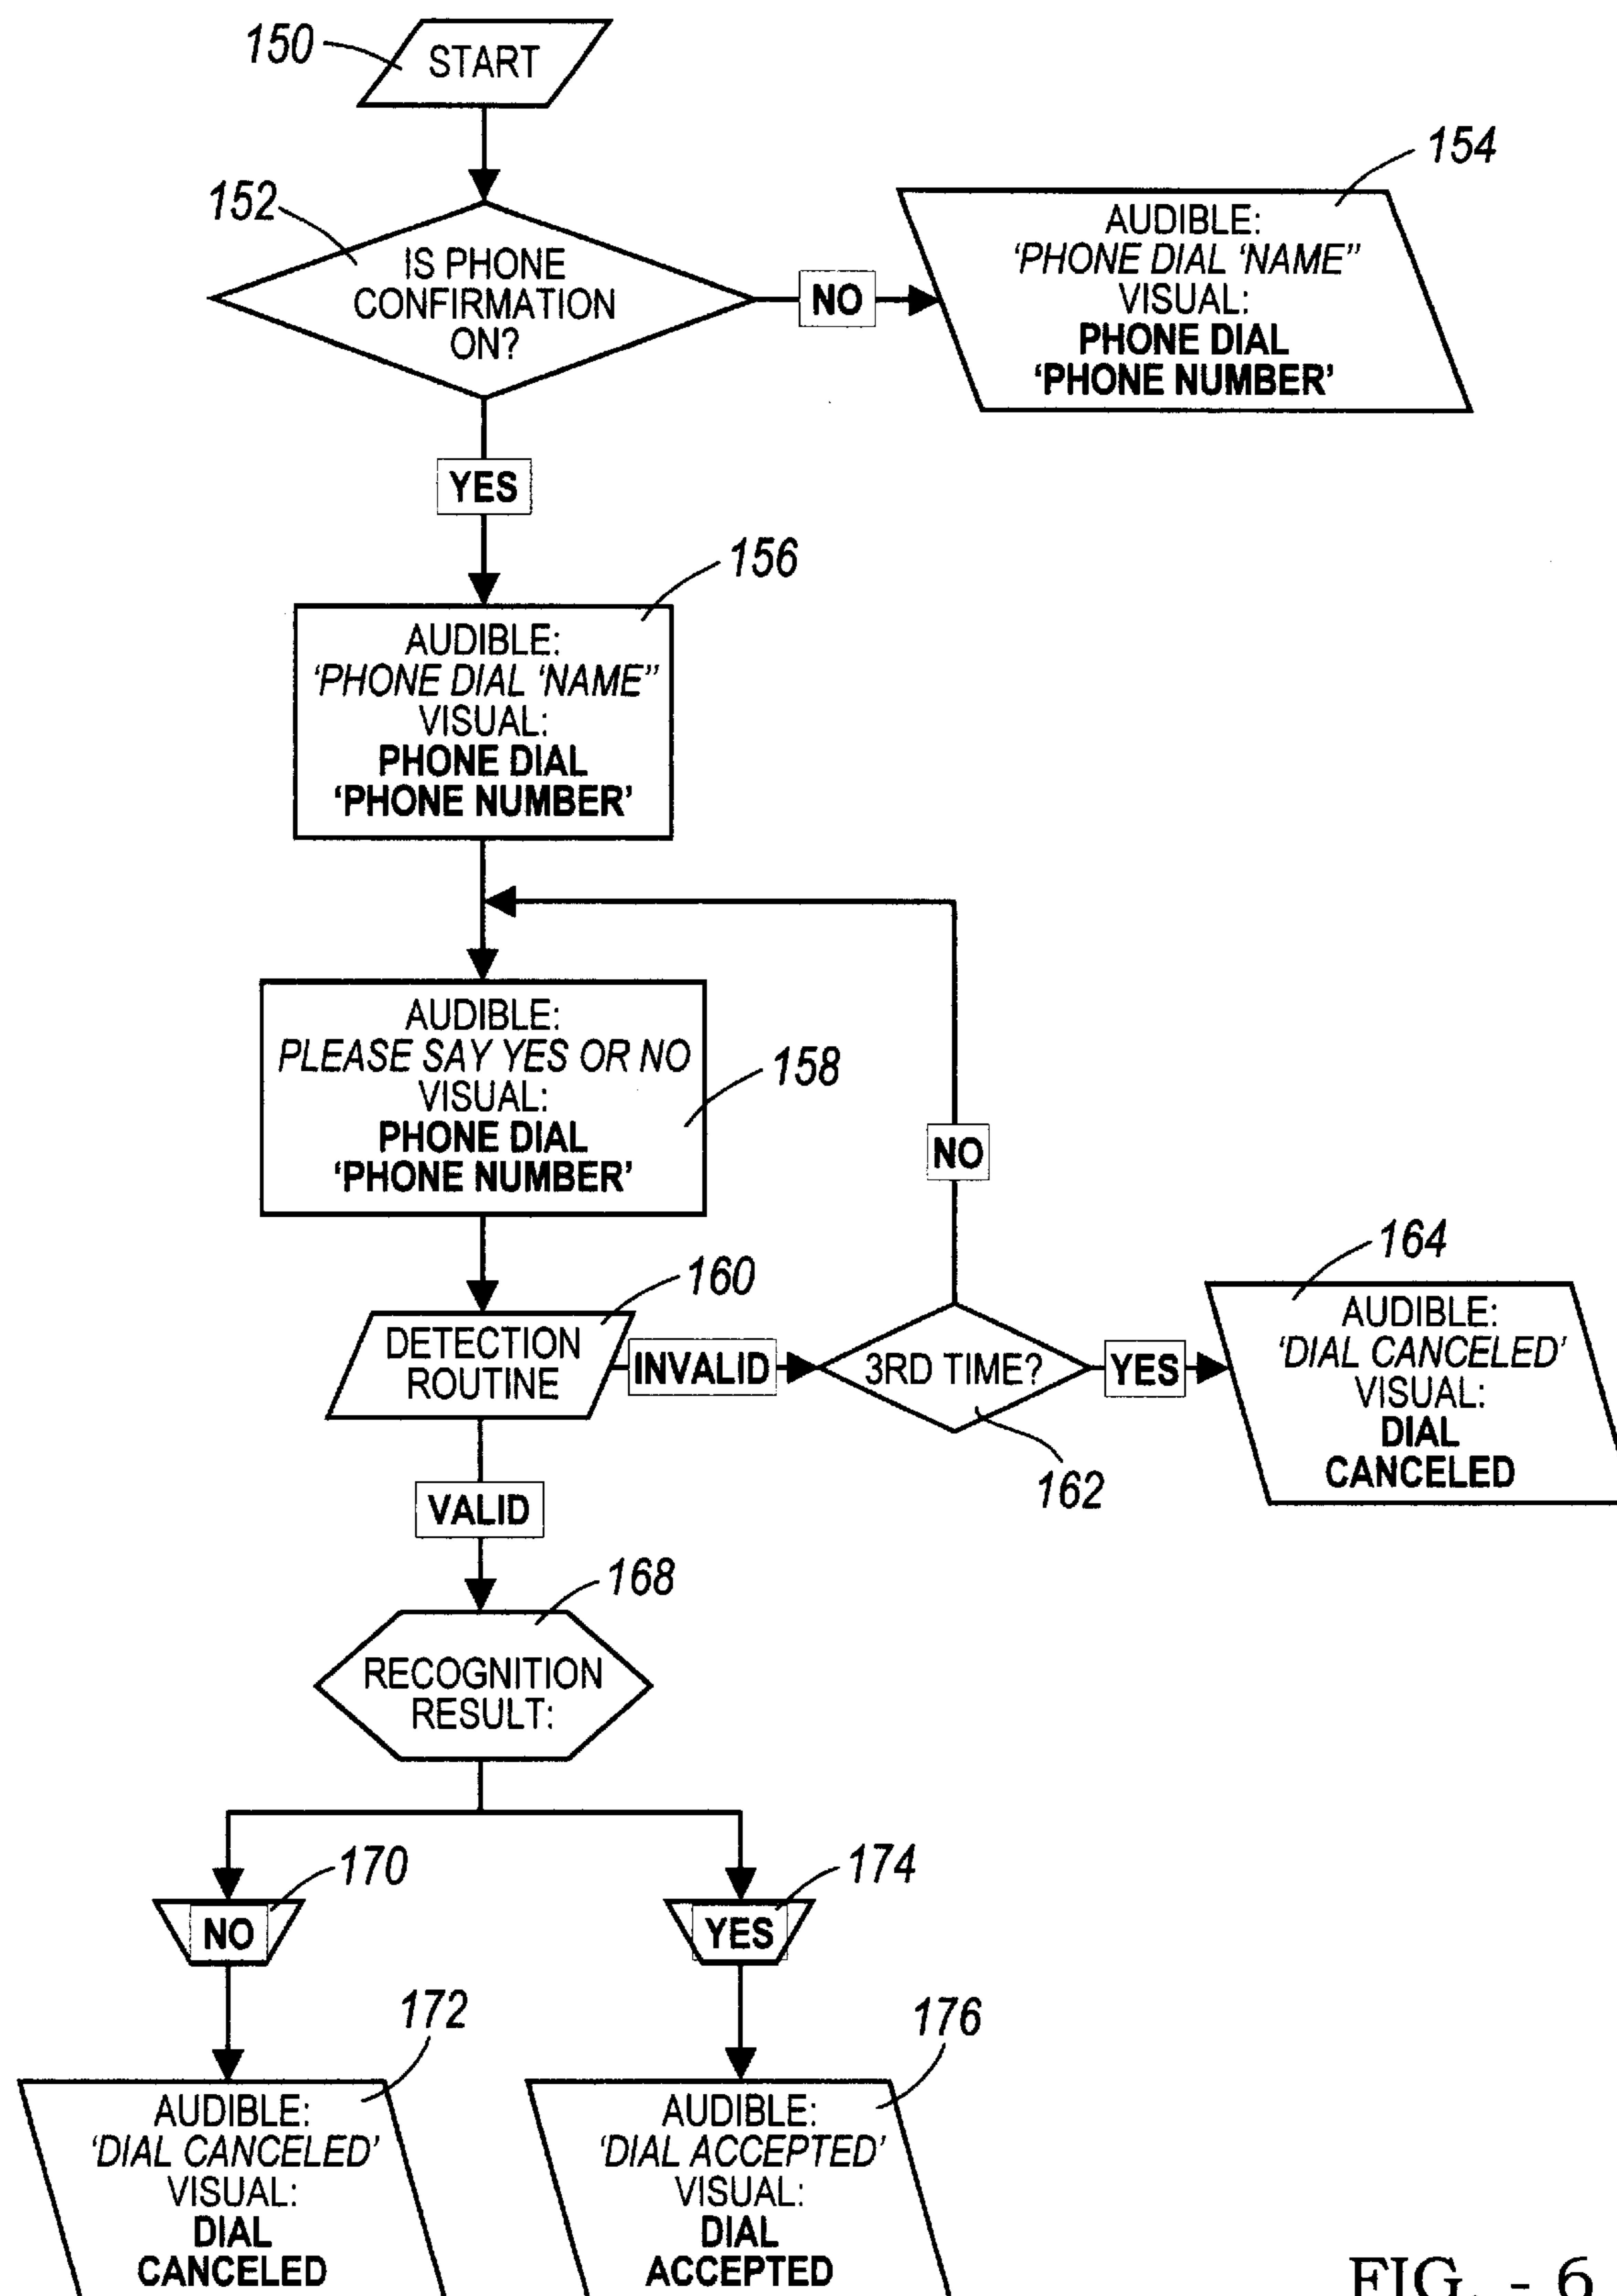 150
START
152
IS PHONE
CONFIRMATION
ON?
NO
154
AUDIBLE:
'PHONE DIAL 'NAME''
VISUAL:
PHONE DIAL
'PHONE NUMBER'
YES
156
AUDIBLE:
'PHONE DIAL 'NAME''
VISUAL:
PHONE DIAL
'PHONE NUMBER'
AUDIBLE:
PLEASE SAY YES OR NO
VISUAL:
PHONE DIAL
'PHONE NUMBER'
158
NO
160
DETECTION
ROUTINE
INVALID
3RD TIME?
162
YES
164
AUDIBLE:
'DIAL CANCELED'
VISUAL:
DIAL
CANCELED
VALID
168
RECOGNITION
RESULT:
170
NO
174
YES
172
AUDIBLE:
'DIAL CANCELED'
VISUAL:
DIAL
CANCELED
176
AUDIBLE:
'DIAL ACCEPTED'
VISUAL:
DIAL
ACCEPTED
FIG. - 6